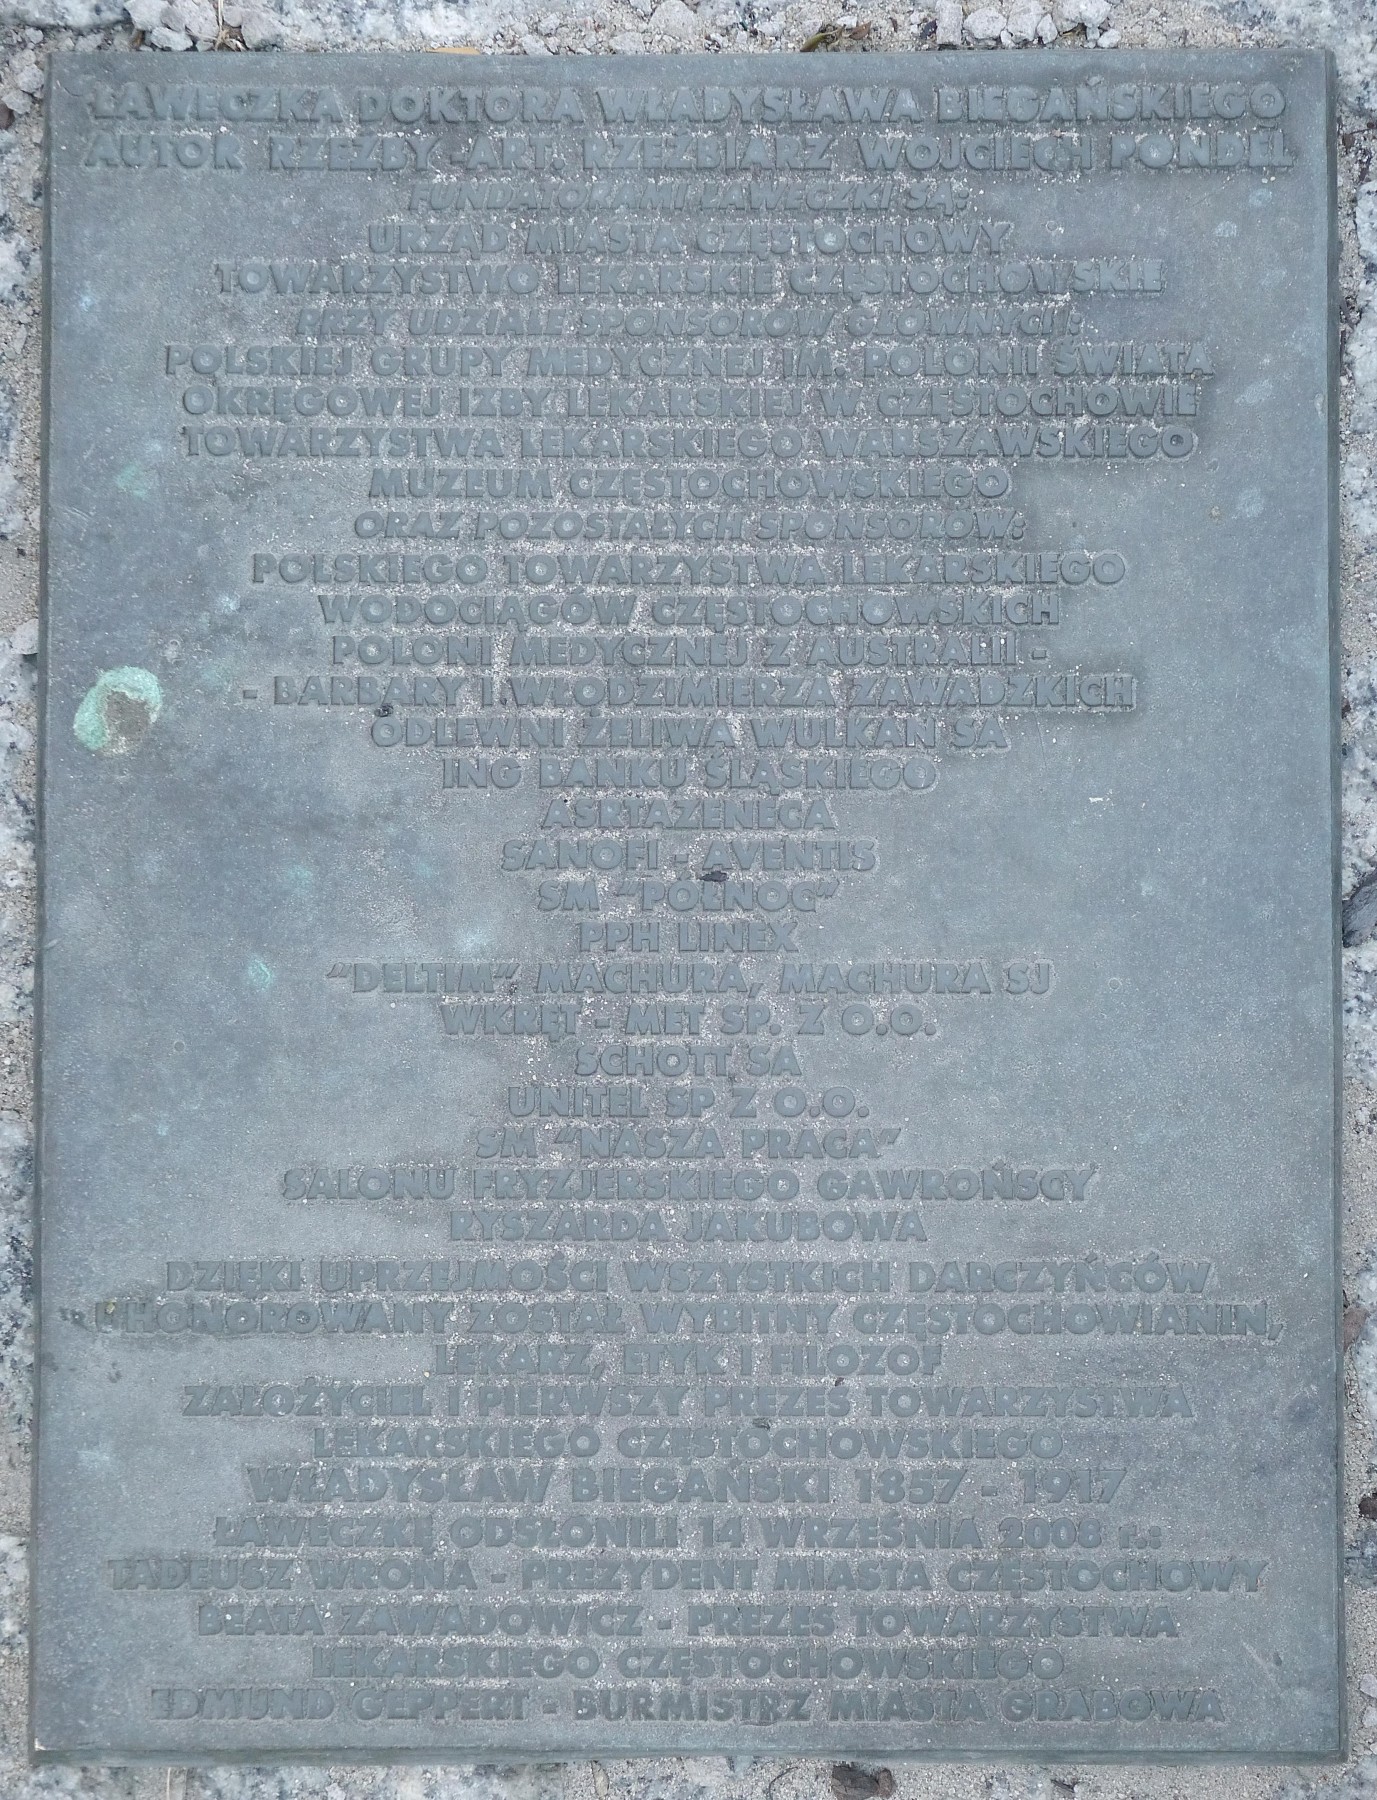 ŁAWECZKA DOKTORA WŁADYSŁAWA BIEGAŃSKIEGO
AUTOR RZEŹBY -ART. RZEŹBIARZ WOJCIECH PONDEL
FUNDATORAMI ŁAWECZKI SĄ:
URZĄD MIASTA CZĘSTOCHOWY
TOWARZYSTWO LEKARSKIE CZĘSTOCHOWSKIE
PRZY UDZIALE SPONSORÓW GŁÓWNYCH:
POLSKIEJ GRUPY MEDYCZNEJ IM. POLONII ŚWIATA
OKRĘGOWEJ IZBY LEKARSKIEJ W CZĘSTOCHOWIE
TOWARZYSTWA LEKARSKIEGO WARSZAWSKIEGO
MUZEUM CZĘSTOCHOWSKIEGO
ORAZ POZOSTAŁYCH SPONSORÓW:
POLSKIEGO TOWARZYSTWA LEKARSKIEGO
WODOCIĄGÓW CZĘSTOCHOWSKICH
POLONI MEDYCZNEJ Z AUSTRALII -
- BARBARY I WŁODZIMIERZA ZAWADZKICH
ODLEWNI ŻELIWA WULKAN SA
ING BANKU ŚLĄSKIEGO
ASRTAZENECA
SANOFI - AVENTIS
SM "PÓŁNOC"
PPH LINEX
"DELTIM" MACHURA, MACHURA SJ
WKRĘT - MET SP. Z O.O.
SCHOTT SA
UNITEL SP Z O.O.
SM "NASZA PRACA"
SALONU FRYZJERSKIEGO GAWROŃSCY
RYSZARDA JAKUBOWA
DZIĘKI UPRZEJMOŚCI WSZYSTKICH DARCZYŃCÓW
UHONOROWANY ZOSTAŁ WYBITNY CZĘSTOCHOWIANIN,
LEKARZ, ETYK I FILOZOF
ZAŁOŻYCIEL I PIERWSZY PREZES TOWARZYSTWA
LEKARSKIEGO CZĘSTOCHOWSKIEGO
WŁADYSŁAW BIEGAŃSKI 1857 - 1917
ŁAWECZKĘ ODSŁONILI 14 WRZEŚNIA 2008 r.:
TADEUSZ WRONA - PREZYDENT MIASTA CZĘSTOCHOWY
BEATA ZAWADOWICZ - PREZES TOWARZYSTWA
LEKARSKIEGO CZĘSTOCHOWSKIEGO
EDMUND GEPPERT - BURMISTRZ MIASTA GRABOWA